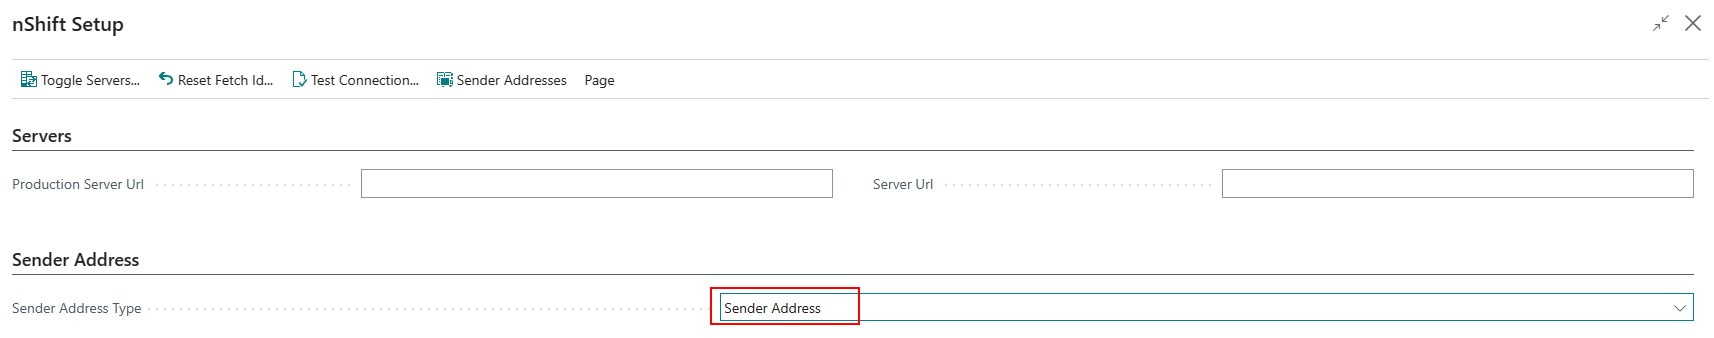 nShift Setup
Toggle Servers... Reset Fetch Id... Test Connection... Sender Addresses Page
Servers
Production Server Url Server Url
Sender Address
Sender Address Type Sender Address